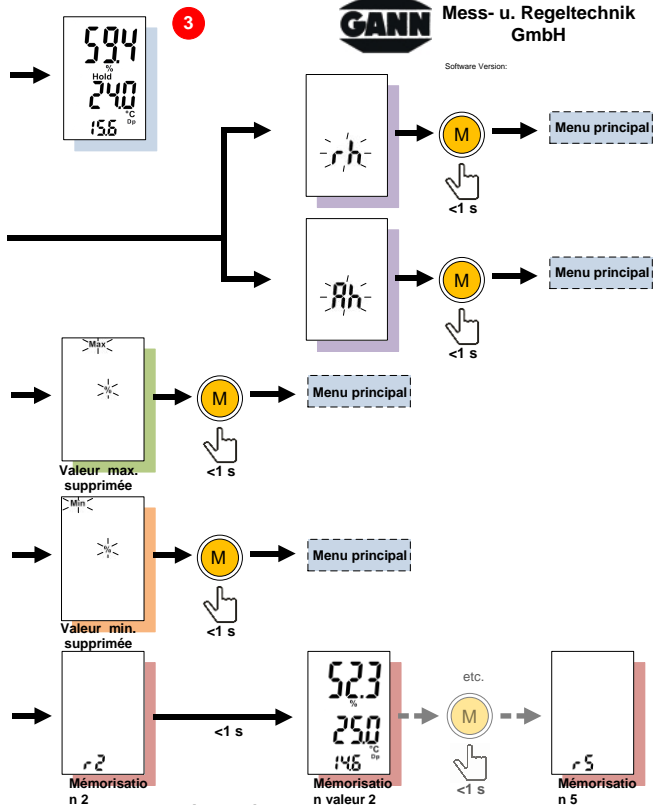 3
GANN
Mess- u. Regeltechnik
GmbH
Software Version:
59.4
%
Hold
24.0
°C
Dp
15.6
rh
M
<1 s
Menu principal
Ah
M
<1 s
Menu principal
Max
%
M
<1 s
Menu principal
Valeur max.
supprimée
Min
%
M
<1 s
Menu principal
Valeur min.
supprimée
r2
Mémorisatio
n 2
<1 s
52.3
%
25.0
°C
Dp
14.6
Mémorisatio
n valeur 2
etc.
M
<1 s
r5
Mémorisatio
n 5